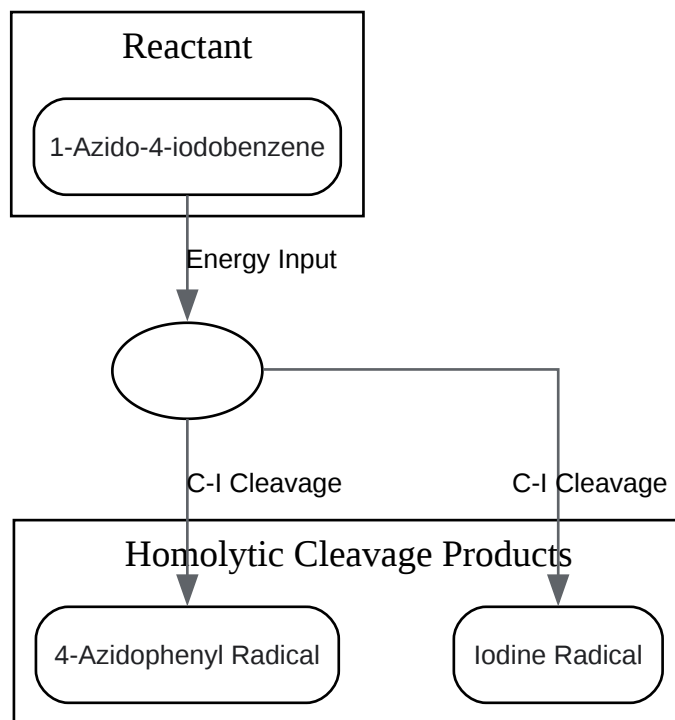 Reactant
1-Azido-4-iodobenzene
Energy Input
C-I Cleavage
C-I Cleavage
Homolytic Cleavage Products
4-Azidophenyl Radical
Iodine Radical